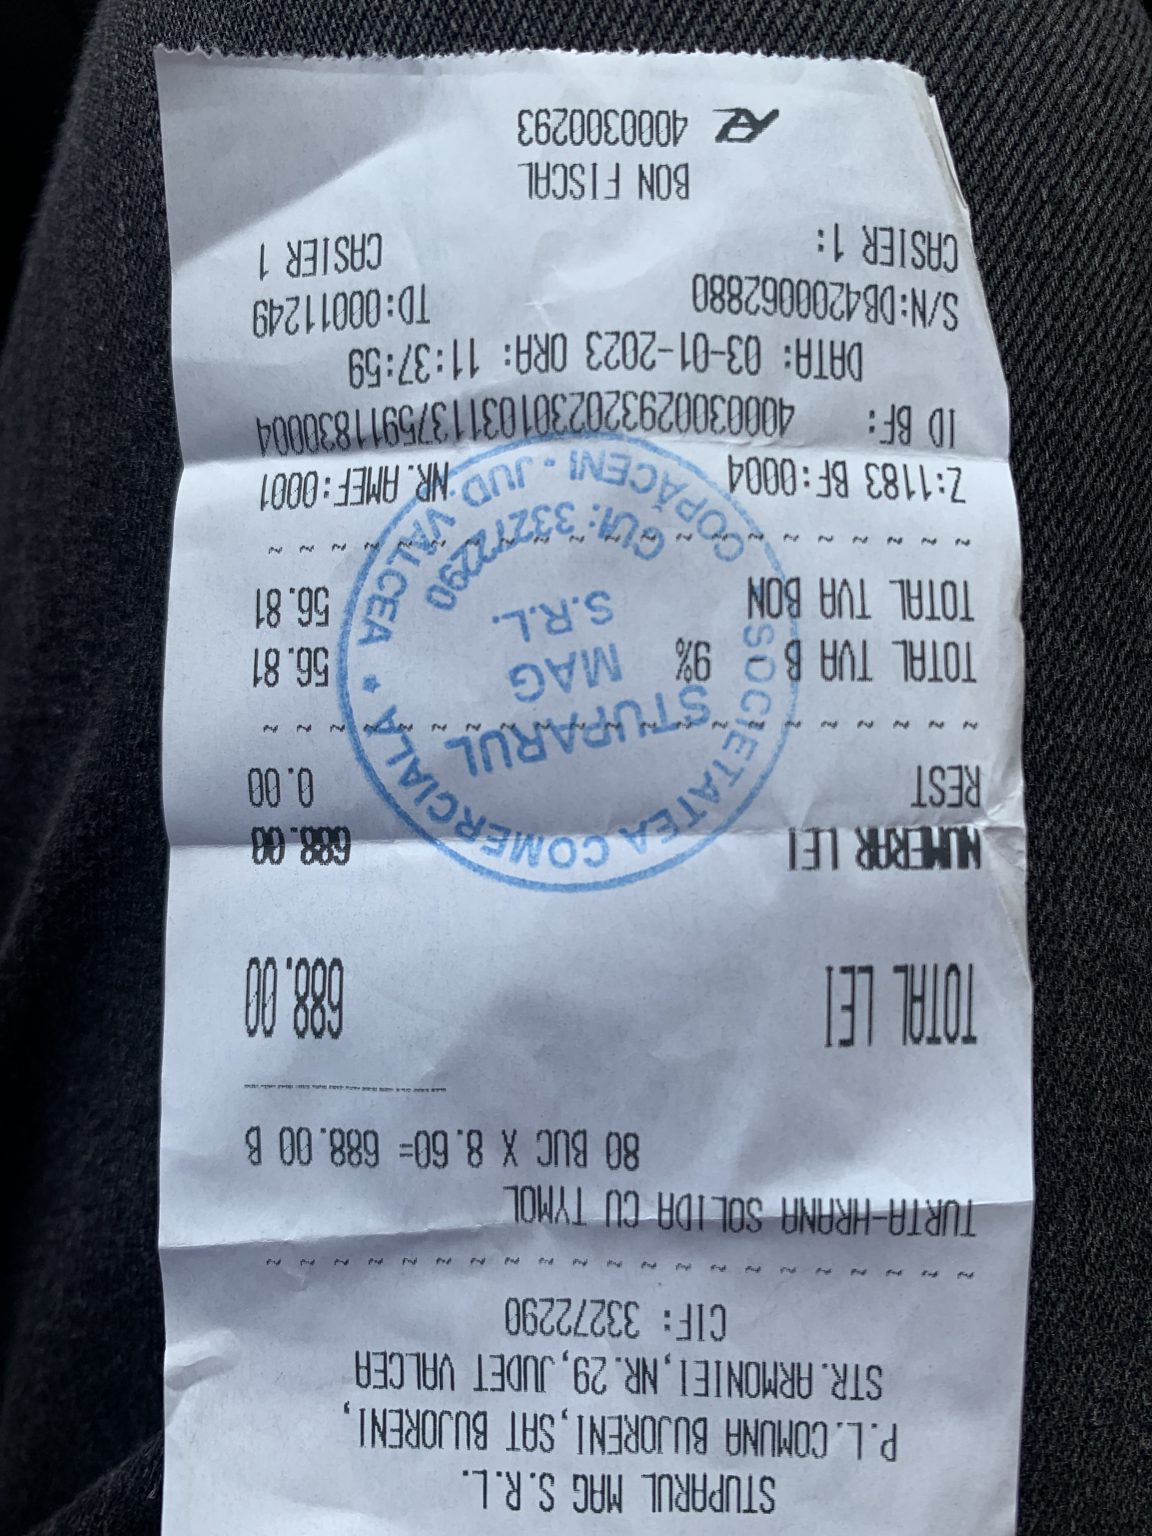 STUPARUL MAG S.R.L.
P.L.COMUNA BUJORENI,SAT BUJORENI,
STR.ARMONIEI,NR.29,JUDET VALCEA
CIF: 33272290
~ ~ ~ ~ ~ ~ ~ ~ ~ ~ ~ ~ ~ ~ ~ ~ ~ ~ ~ ~
TURTA-HRANA SOLIDA CU TYMOL
80 BUC X 8.60= 688.00 B
TOTAL LEI 688.00
NUMERAR LEI 688.00
REST 0.00
~ ~ ~ ~ ~ ~ ~ ~ ~ ~ ~ ~ ~ ~ ~ ~ ~ ~ ~ ~
TOTAL TVA B 9% 56.81
TOTAL TVA BON 56.81
~ ~ ~ ~ ~ ~ ~ ~ ~ ~ ~ ~ ~ ~ ~ ~ ~ ~ ~ ~
Z:1183 BF:0004 NR.AMEF:0001
ID BF: 40003002932023010311375911830004
DATA: 03-01-2023 ORA: 11:37:59
S/N:DB4200062880 TD:00011249
CASIER 1: CASIER 1
BON FISCAL
4000300293
SOCIETATEA COMERCIALA * COPĂCENI - JUD. VALCEA
STUPARUL
MAG
S.R.L.
CUI: 33272290